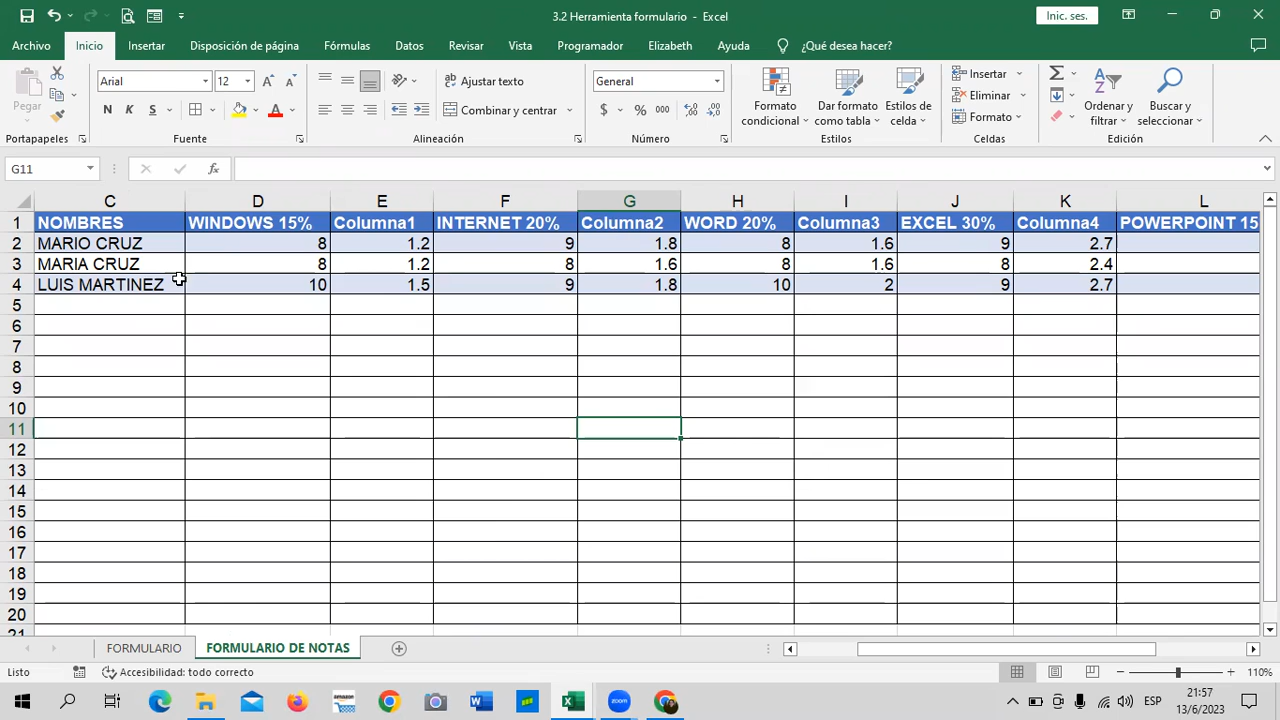 3.2 Herramienta formulario - Excel
Inic. ses.
Archivo Inicio Insertar Disposición de página Fórmulas Datos Revisar Vista Programador Elizabeth Ayuda ¿Qué desea hacer?
Pegar
Arial 12
N K S
Ajustar texto
Combinar y centrar
General
$ % 000
Formato condicional
Dar formato como tabla
Estilos de celda
Insertar
Eliminar
Formato
Ordenar y filtrar
Buscar y seleccionar
Portapapeles Fuente Alineación Número Estilos Celdas Edición
G11 fx
C D E F G H I J K L
1 NOMBRES WINDOWS 15% Columna1 INTERNET 20% Columna2 WORD 20% Columna3 EXCEL 30% Columna4 POWERPOINT 15
2 MARIO CRUZ 8 1.2 9 1.8 8 1.6 9 2.7
3 MARIA CRUZ 8 1.2 8 1.6 8 1.6 8 2.4
4 LUIS MARTINEZ 10 1.5 9 1.8 10 2 9 2.7
5
6
7
8
9
10
11
12
13
14
15
16
17
18
19
20
21
FORMULARIO FORMULARIO DE NOTAS
Listo Accesibilidad: todo correcto 110%
ESP 21:57
13/6/2023